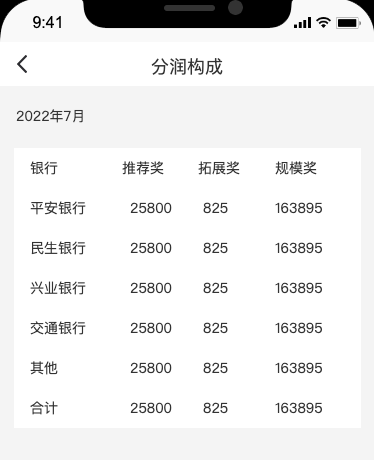 9:41
分润构成
2022年7月
银行 推荐奖 拓展奖 规模奖
平安银行 25800 825 163895
民生银行 25800 825 163895
兴业银行 25800 825 163895
交通银行 25800 825 163895
其他 25800 825 163895
合计 25800 825 163895